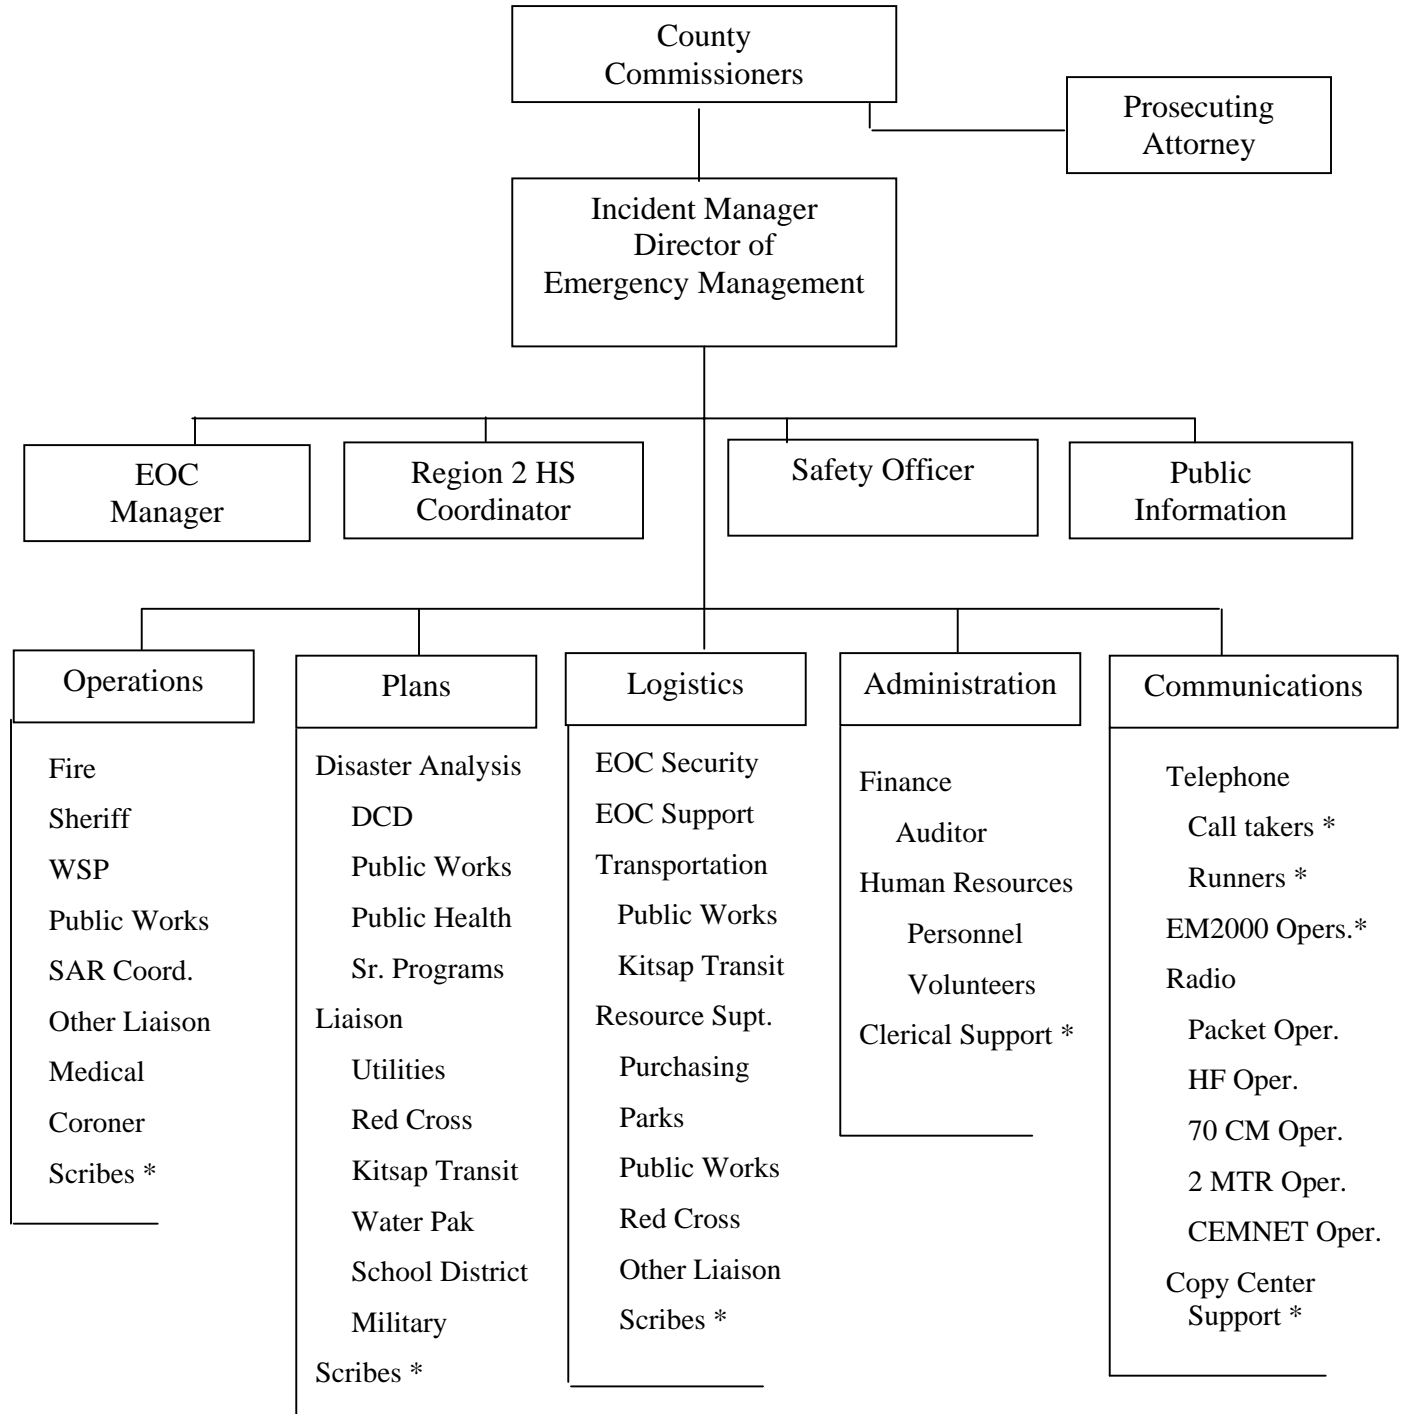 County
Commissioners
Prosecuting
Attorney
Incident Manager
Director of
Emergency Management
EOC
Manager
Region 2 HS
Coordinator
Safety Officer
Public
Information
Operations
Fire
Sheriff
WSP
Public Works
SAR Coord.
Other Liaison
Medical
Coroner
Scribes *
Plans
Disaster Analysis
DCD
Public Works
Public Health
Sr. Programs
Liaison
Utilities
Red Cross
Kitsap Transit
Water Pak
School District
Military
Scribes *
Logistics
EOC Security
EOC Support
Transportation
Public Works
Kitsap Transit
Resource Supt.
Purchasing
Parks
Public Works
Red Cross
Other Liaison
Scribes *
Administration
Finance
Auditor
Human Resources
Personnel
Volunteers
Clerical Support *
Communications
Telephone
Call takers *
Runners *
EM2000 Opers.*
Radio
Packet Oper.
HF Oper.
70 CM Oper.
2 MTR Oper.
CEMNET Oper.
Copy Center
Support *